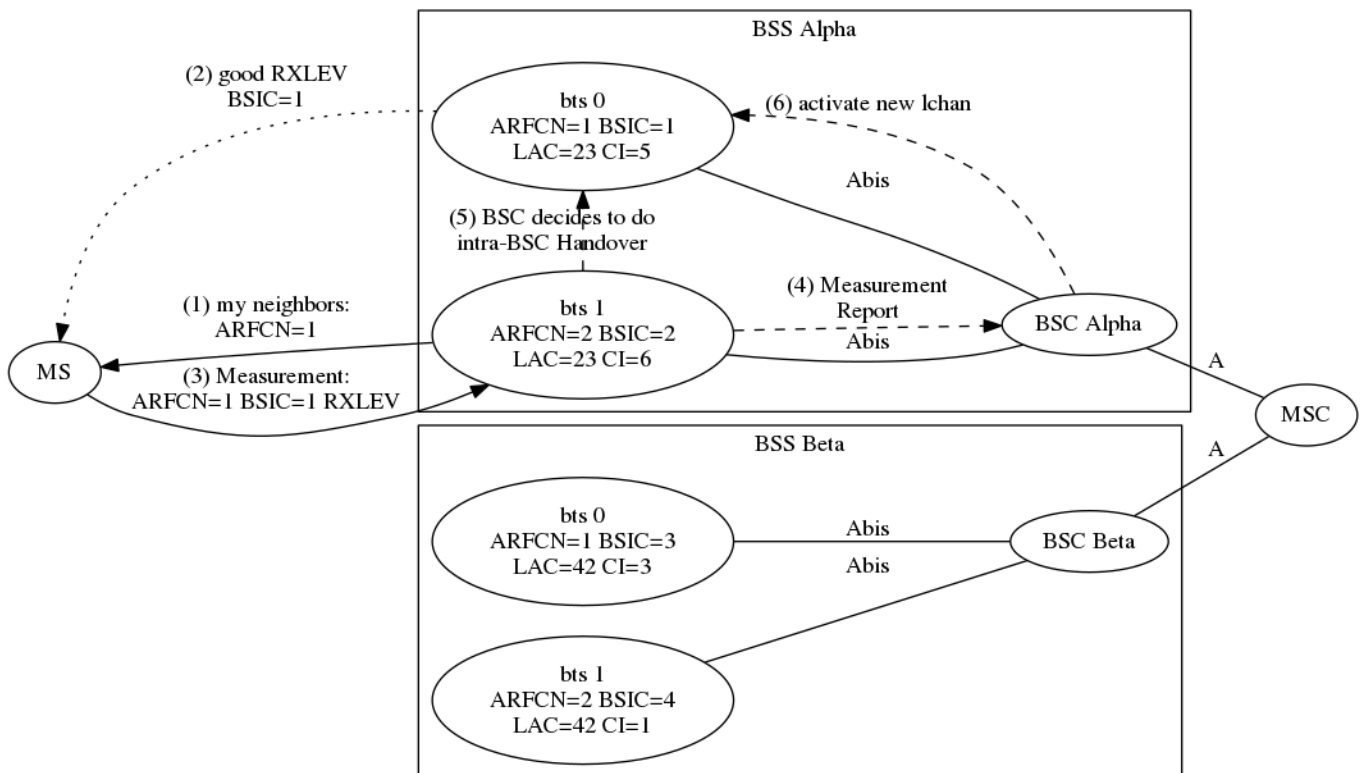 BSS Alpha
(2) good RXLEV
BSIC=1
bts 0
ARFCN=1 BSIC=1
LAC=23 CI=5
(6) activate new lchan
Abis
(5) BSC decides to do
intra-BSC Handover
(1) my neighbors:
ARFCN=1
bts 1
ARFCN=2 BSIC=2
LAC=23 CI=6
(4) Measurement
Report
Abis
BSC Alpha
MS
(3) Measurement:
ARFCN=1 BSIC=1 RXLEV
A
MSC
A
BSS Beta
bts 0
ARFCN=1 BSIC=3
LAC=42 CI=3
Abis
Abis
BSC Beta
bts 1
ARFCN=2 BSIC=4
LAC=42 CI=1